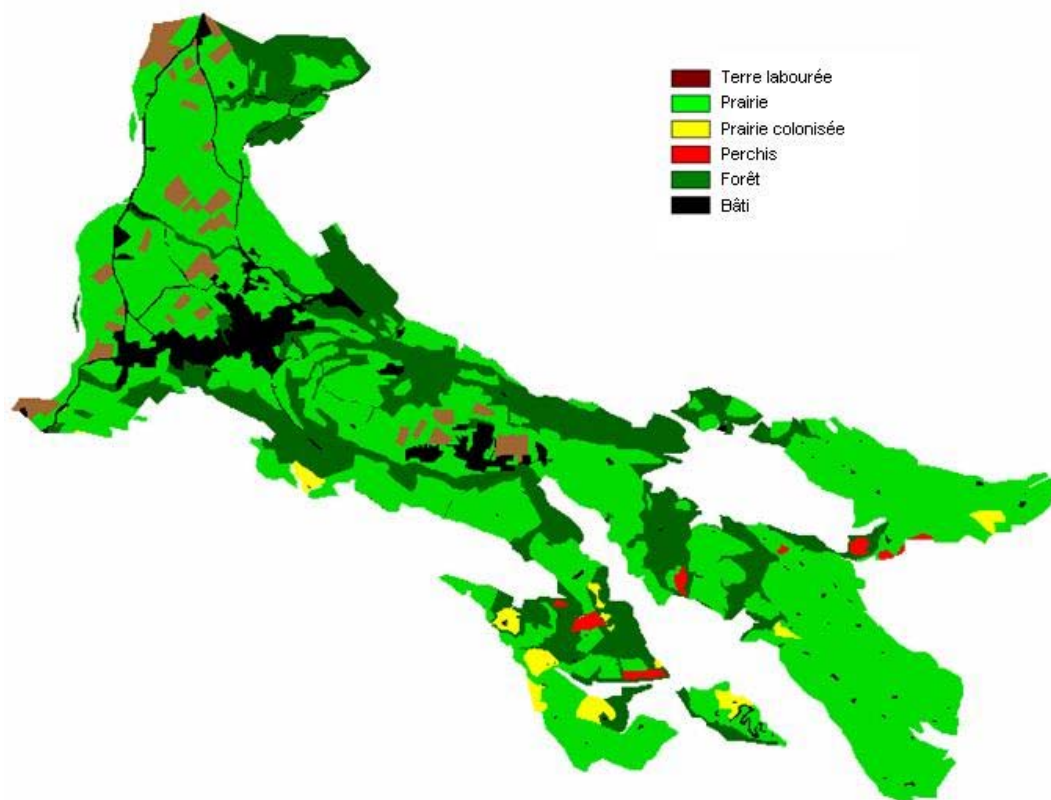 Terre labourée
Prairie
Prairie colonisée
Perchis
Forêt
Bâti